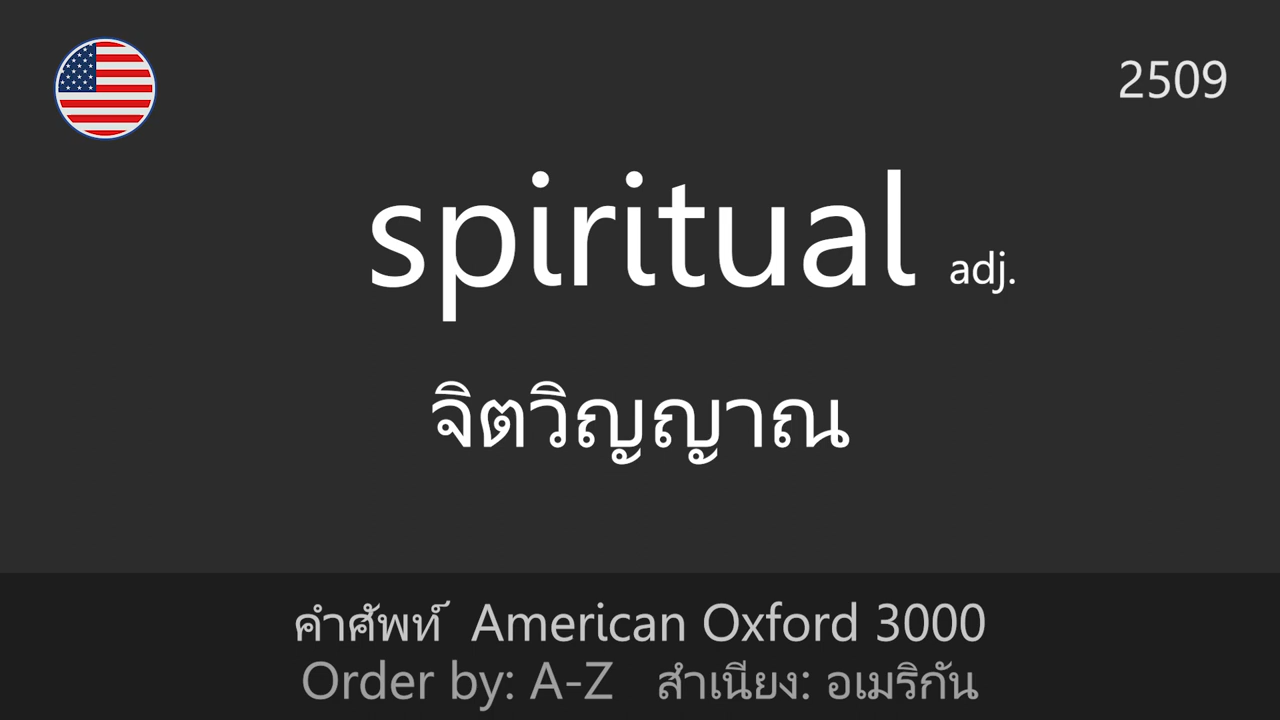 2509
spiritual adj.
จิตวิญญาณ
คำศัพท์ American Oxford 3000
Order by: A-Z สำเนียง: อเมริกัน